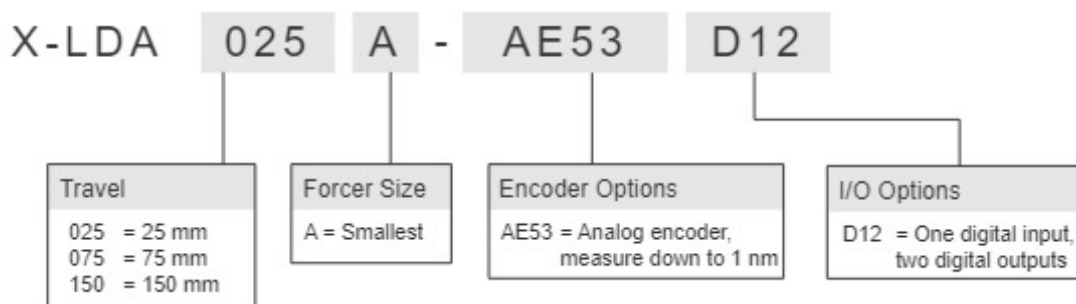 X-LDA 025 A - AE53 D12
Travel
025 = 25 mm
075 = 75 mm
150 = 150 mm
Forcer Size
A = Smallest
Encoder Options
AE53 = Analog encoder,
measure down to 1 nm
I/O Options
D12 = One digital input,
two digital outputs